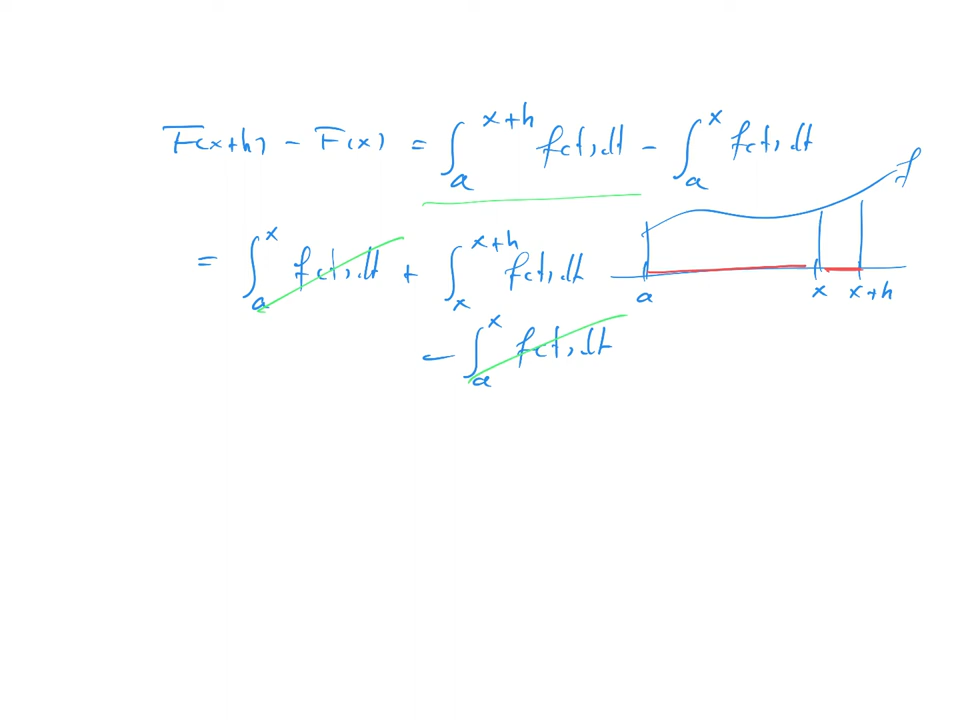 F(x+h) - F(x) = ∫_a^{x+h} f(t)dt - ∫_a^x f(t)dt
= ∫_a^x f(t)dt + ∫_x^{x+h} f(t)dt
- ∫_a^x f(t)dt
f
a x x+h